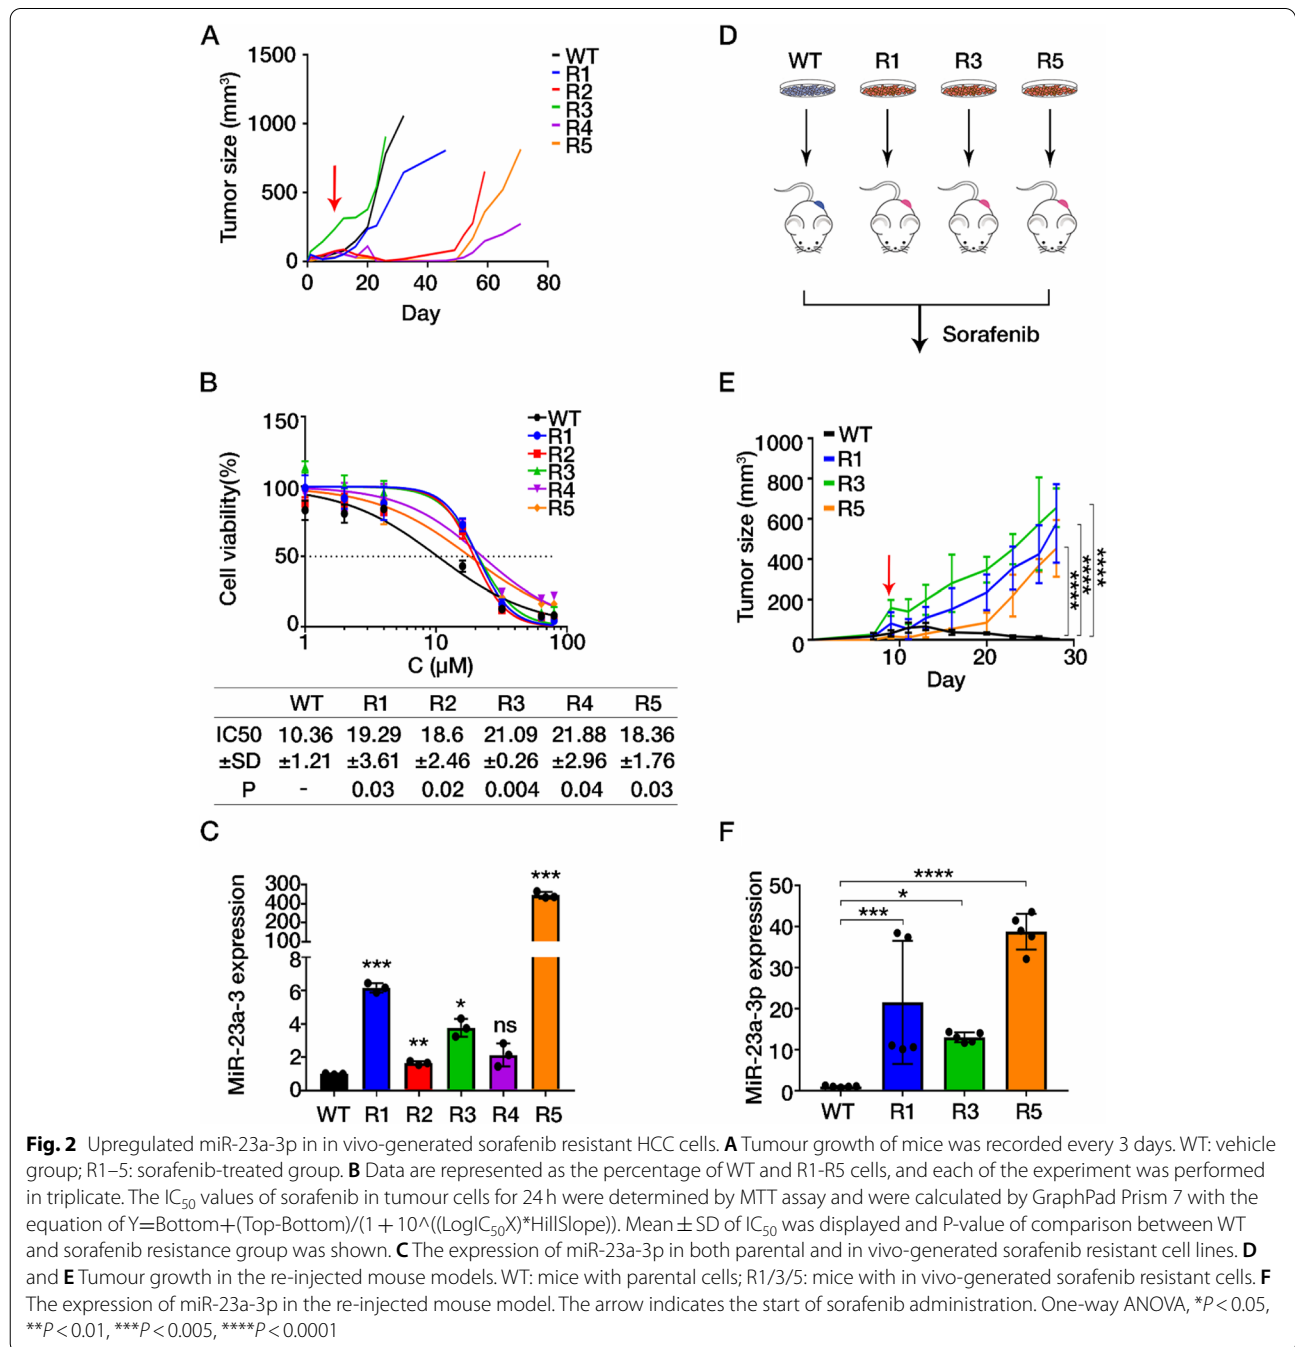 A
Tumor size (mm³)
1500
1000
500
0
0 20 40 60 80
Day
WT
R1
R2
R3
R4
R5
D
WT R1 R3 R5
Sorafenib
B
Cell viability(%)
150
100
50
0
1 10 100
C (µM)
WT
R1
R2
R3
R4
R5
WT R1 R2 R3 R4 R5
IC50 10.36 19.29 18.6 21.09 21.88 18.36
±SD ±1.21 ±3.61 ±2.46 ±0.26 ±2.96 ±1.76
P - 0.03 0.02 0.004 0.04 0.03
E
Tumor size (mm³)
1000
800
600
400
200
0
10 20 30
Day
WT
R1
R3
R5
****
****
****
C
MiR-23a-3 expression
300
400
200
100
8
6
4
2
0
***
**
*
ns
***
WT R1 R2 R3 R4 R5
F
MiR-23a-3p expression
50
40
30
20
10
0
****
*
***
WT R1 R3 R5
Fig. 2 Upregulated miR-23a-3p in in vivo-generated sorafenib resistant HCC cells. A Tumour growth of mice was recorded every 3 days. WT: vehicle
group; R1–5: sorafenib-treated group. B Data are represented as the percentage of WT and R1-R5 cells, and each of the experiment was performed
in triplicate. The IC50 values of sorafenib in tumour cells for 24 h were determined by MTT assay and were calculated by GraphPad Prism 7 with the
equation of Y=Bottom+(Top-Bottom)/(1 + 10^((LogIC50X)*HillSlope)). Mean ± SD of IC50 was displayed and P-value of comparison between WT
and sorafenib resistance group was shown. C The expression of miR-23a-3p in both parental and in vivo-generated sorafenib resistant cell lines. D
and E Tumour growth in the re-injected mouse models. WT: mice with parental cells; R1/3/5: mice with in vivo-generated sorafenib resistant cells. F
The expression of miR-23a-3p in the re-injected mouse model. The arrow indicates the start of sorafenib administration. One-way ANOVA, *P < 0.05,
**P < 0.01, ***P < 0.005, ****P < 0.0001